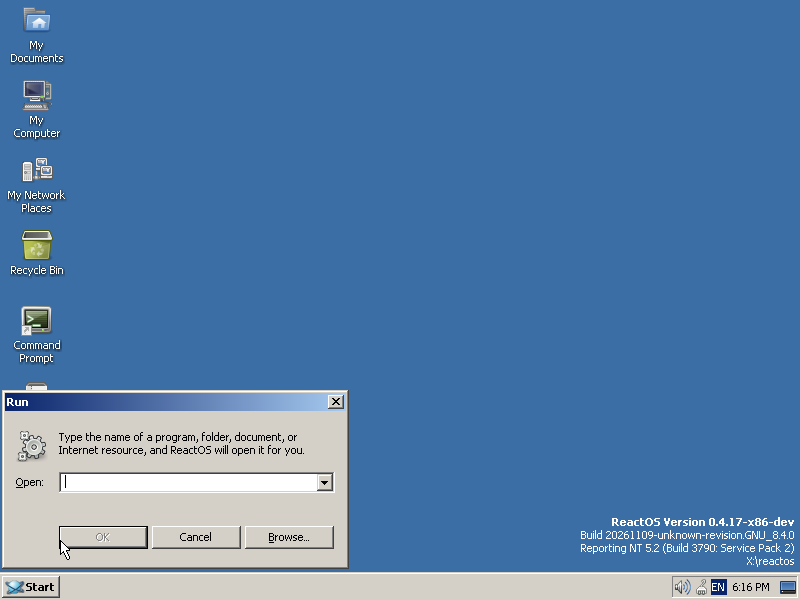 My
Documents
My
Computer
My Network
Places
Recycle Bin
Command
Prompt
Run
Type the name of a program, folder, document, or
Internet resource, and ReactOS will open it for you.
Open:
OK
Cancel
Browse...
ReactOS Version 0.4.17-x86-dev
Build 20261109-unknown-revision.GNU_8.4.0
Reporting NT 5.2 (Build 3790: Service Pack 2)
X:\reactos
Start
EN
6:16 PM